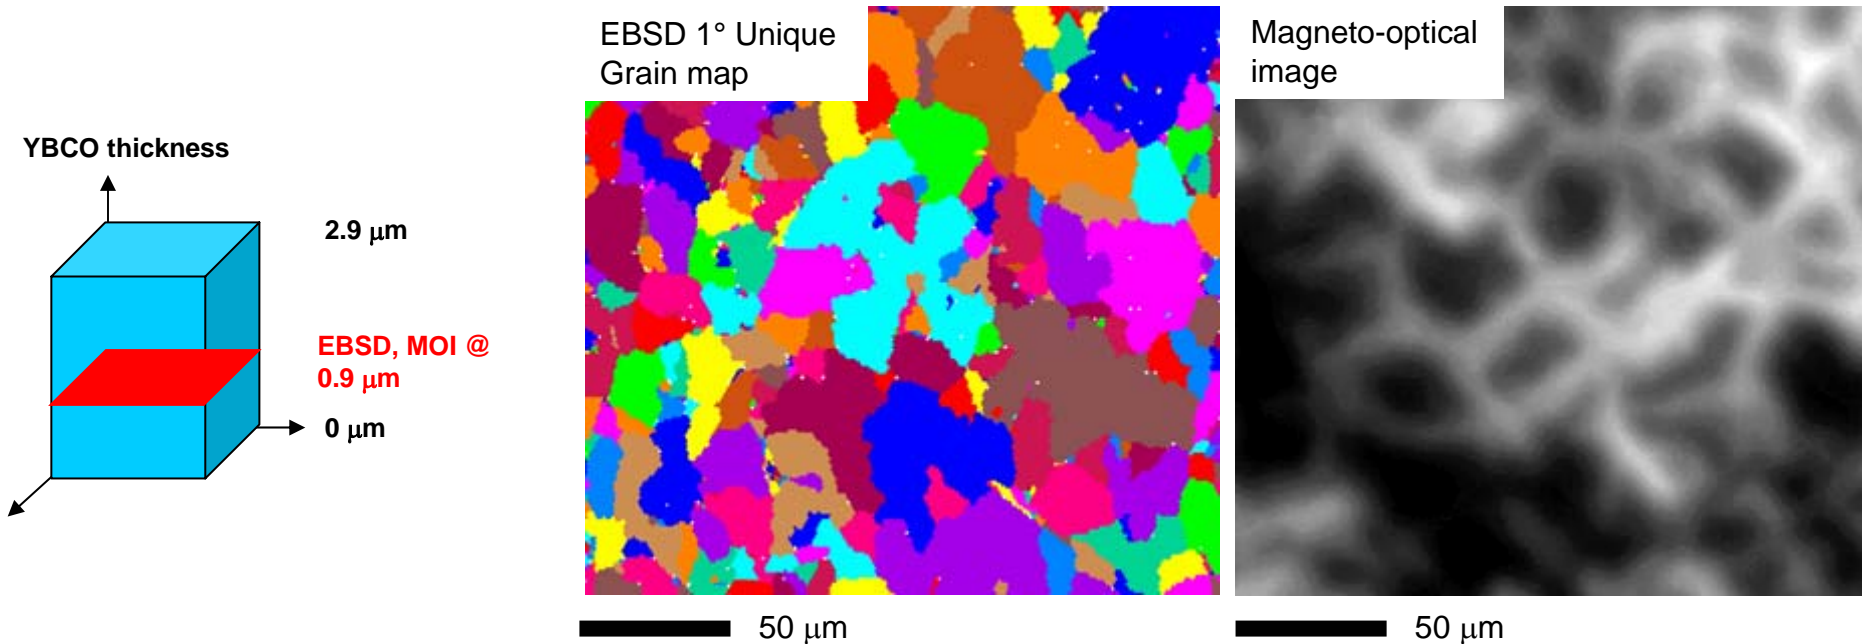 YBCO thickness
2.9 μm
EBSD, MOI @
0.9 μm
0 μm
EBSD 1° Unique
Grain map
50 μm
Magneto-optical
image
50 μm